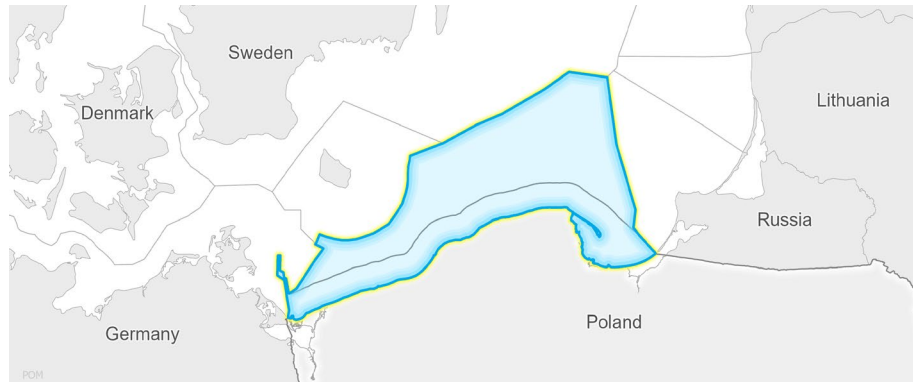 Sweden
Denmark
Lithuania
Russia
Poland
Germany
POM